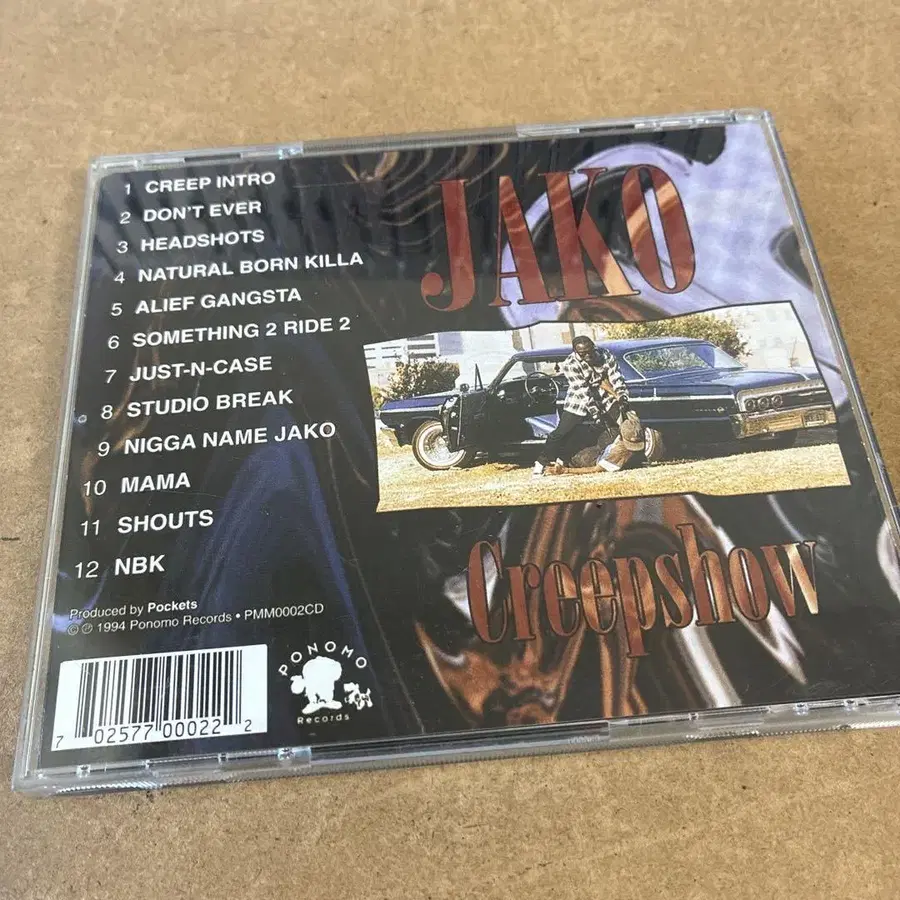 1 CREEP INTRO
2 DON'T EVER
3 HEADSHOTS
4 NATURAL BORN KILLA
5 ALIEF GANGSTA
6 SOMETHING 2 RIDE 2
7 JUST-N-CASE
8 STUDIO BREAK
9 NIGGA NAME JAKO
10 MAMA
11 SHOUTS
12 NBK
Produced by Pockets
© ℗ 1994 Ponomo Records • PMM0002CD
7 02577 00022 2
PONOMO
Records
JAKO
Creepshow